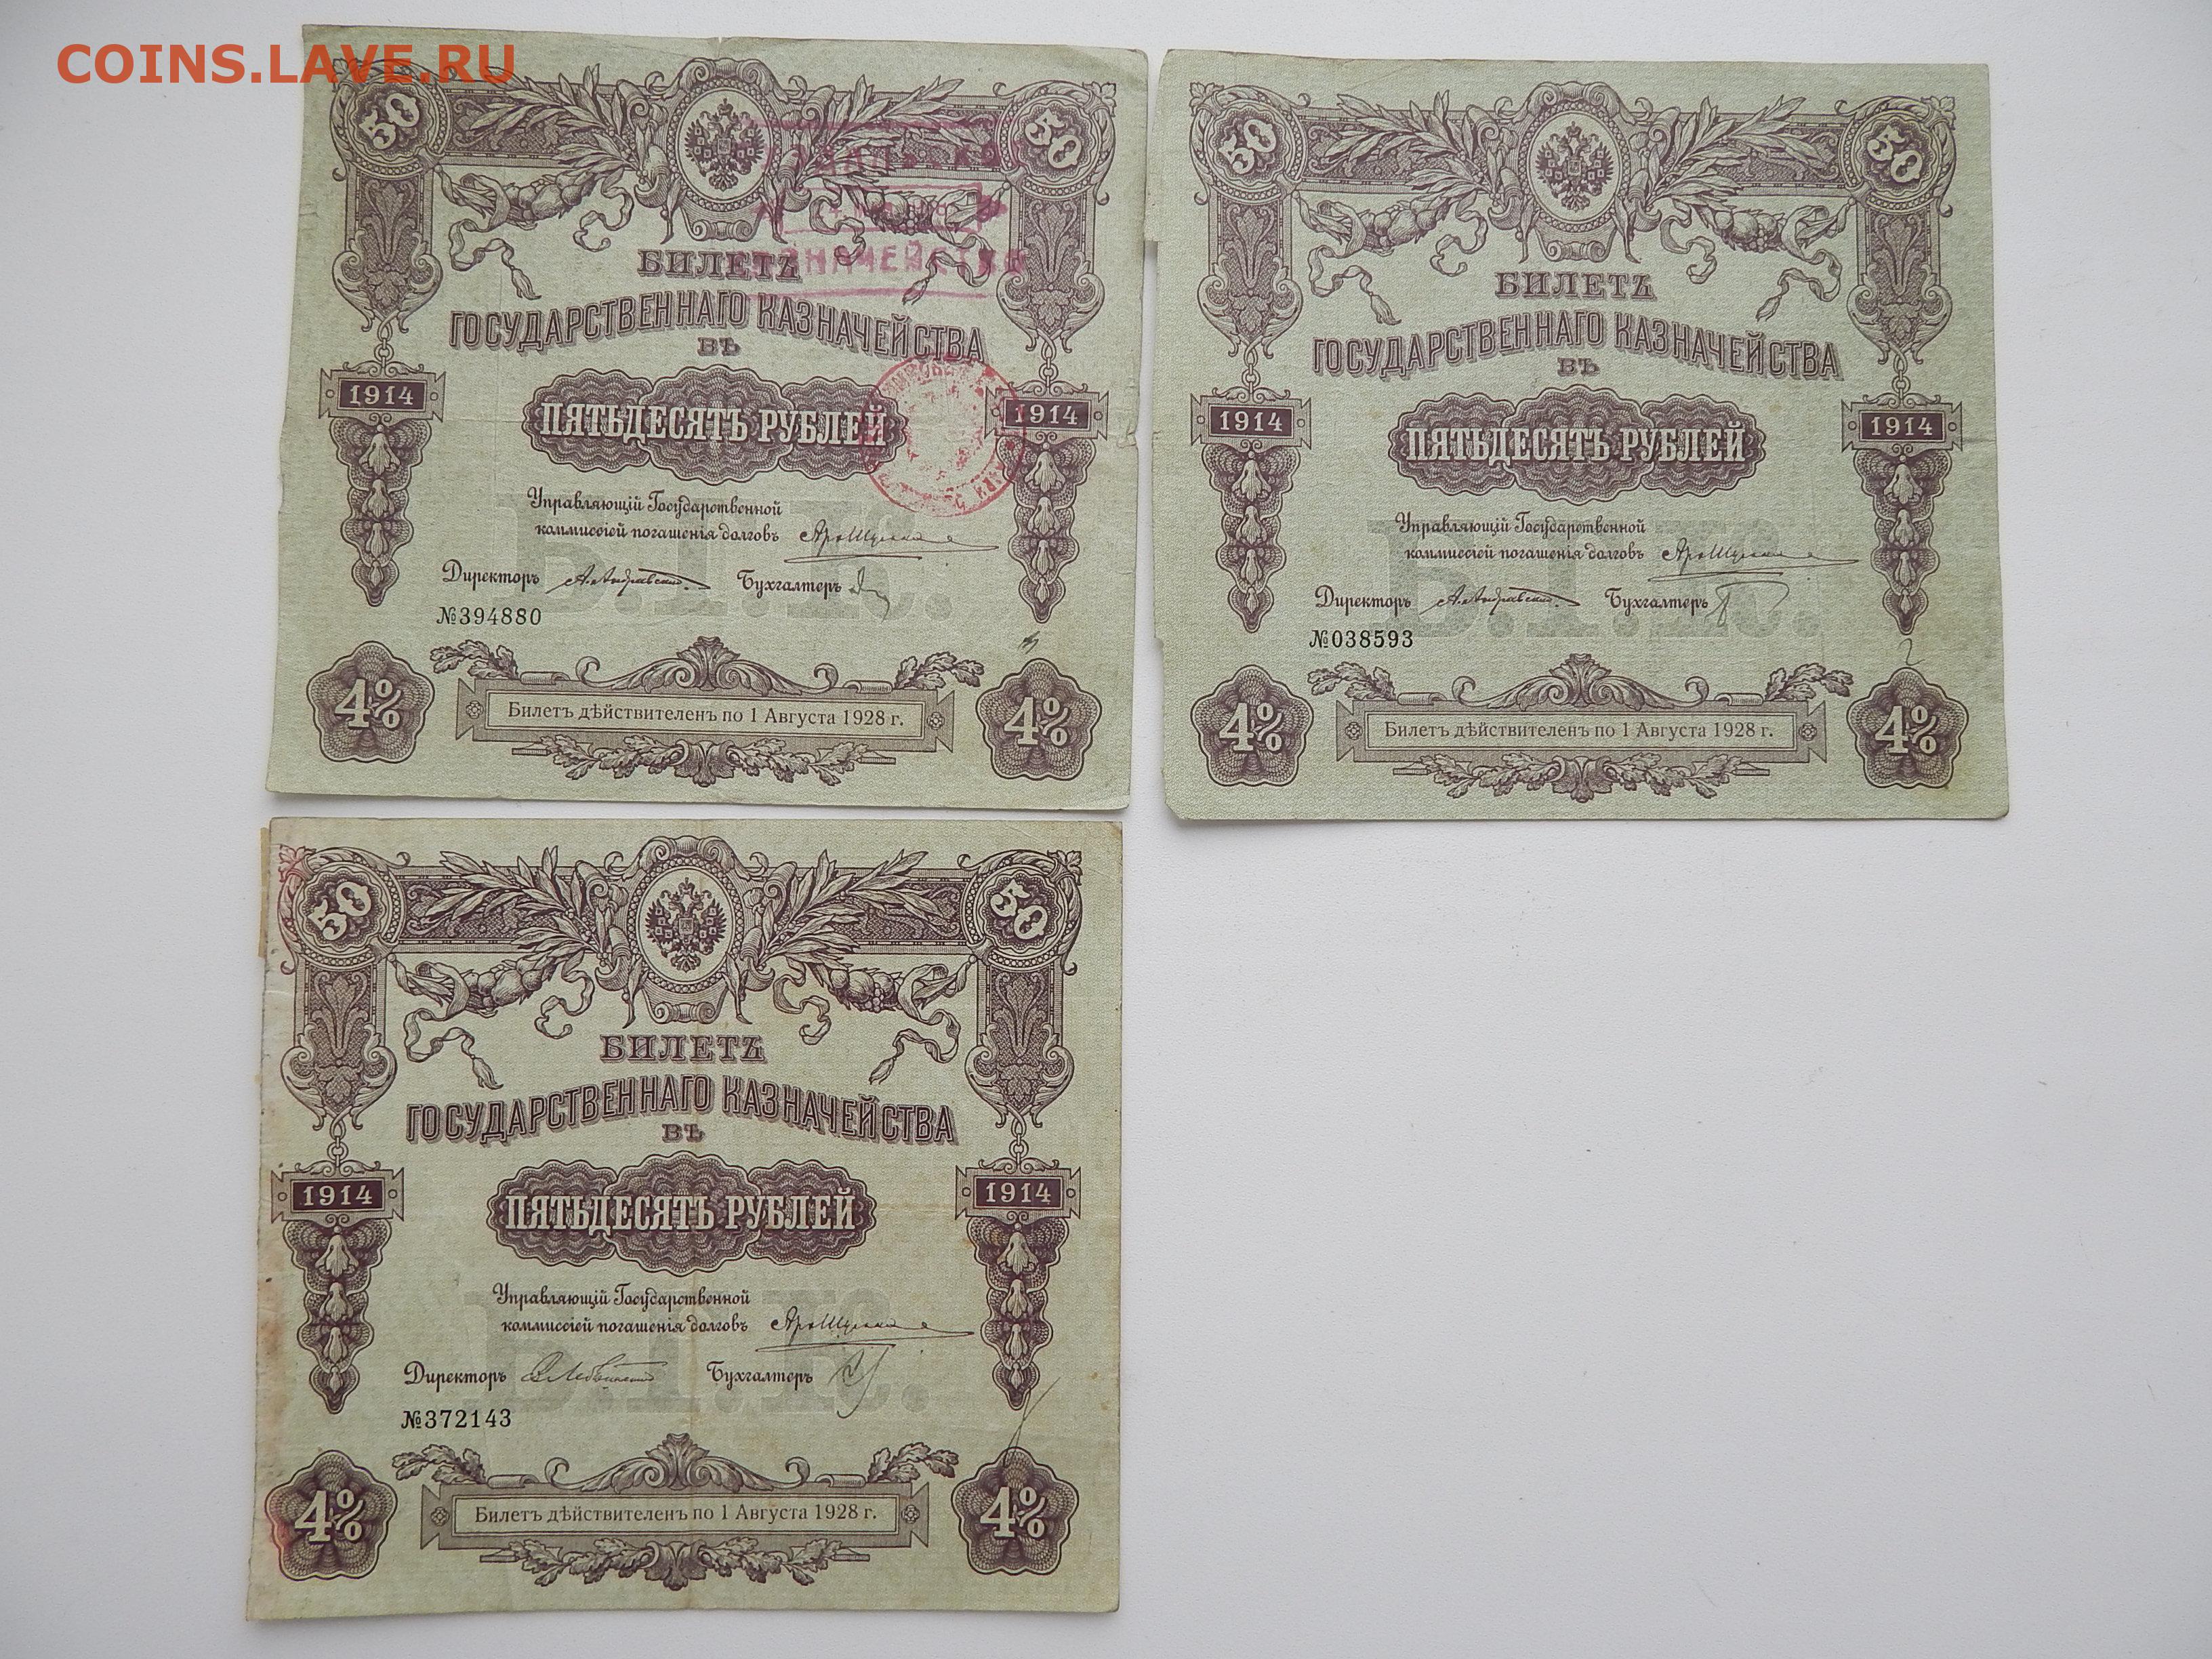 COINS.LAVE.RU
50 50
БИЛЕТЪ
ГОСУДАРСТВЕННАГО КАЗНАЧЕЙСТВА
ВЪ
1914 1914
ПЯТЬДЕСЯТЪ РУБЛЕЙ
Управляющій Государственной
коммиссіей погашенія долговъ
Директоръ Бухгалтеръ
№394880
4% 4%
Билетъ дѣйствителенъ по 1 Августа 1928 г.
50 50
БИЛЕТЪ
ГОСУДАРСТВЕННАГО КАЗНАЧЕЙСТВА
ВЪ
1914 1914
ПЯТЬДЕСЯТЪ РУБЛЕЙ
Управляющій Государственной
коммиссіей погашенія долговъ
Директоръ Бухгалтеръ
№038593
4% 4%
Билетъ дѣйствителенъ по 1 Августа 1928 г.
50 50
БИЛЕТЪ
ГОСУДАРСТВЕННАГО КАЗНАЧЕЙСТВА
ВЪ
1914 1914
ПЯТЬДЕСЯТЪ РУБЛЕЙ
Управляющій Государственной
коммиссіей погашенія долговъ
Директоръ Бухгалтеръ
№372143
4% 4%
Билетъ дѣйствителенъ по 1 Августа 1928 г.